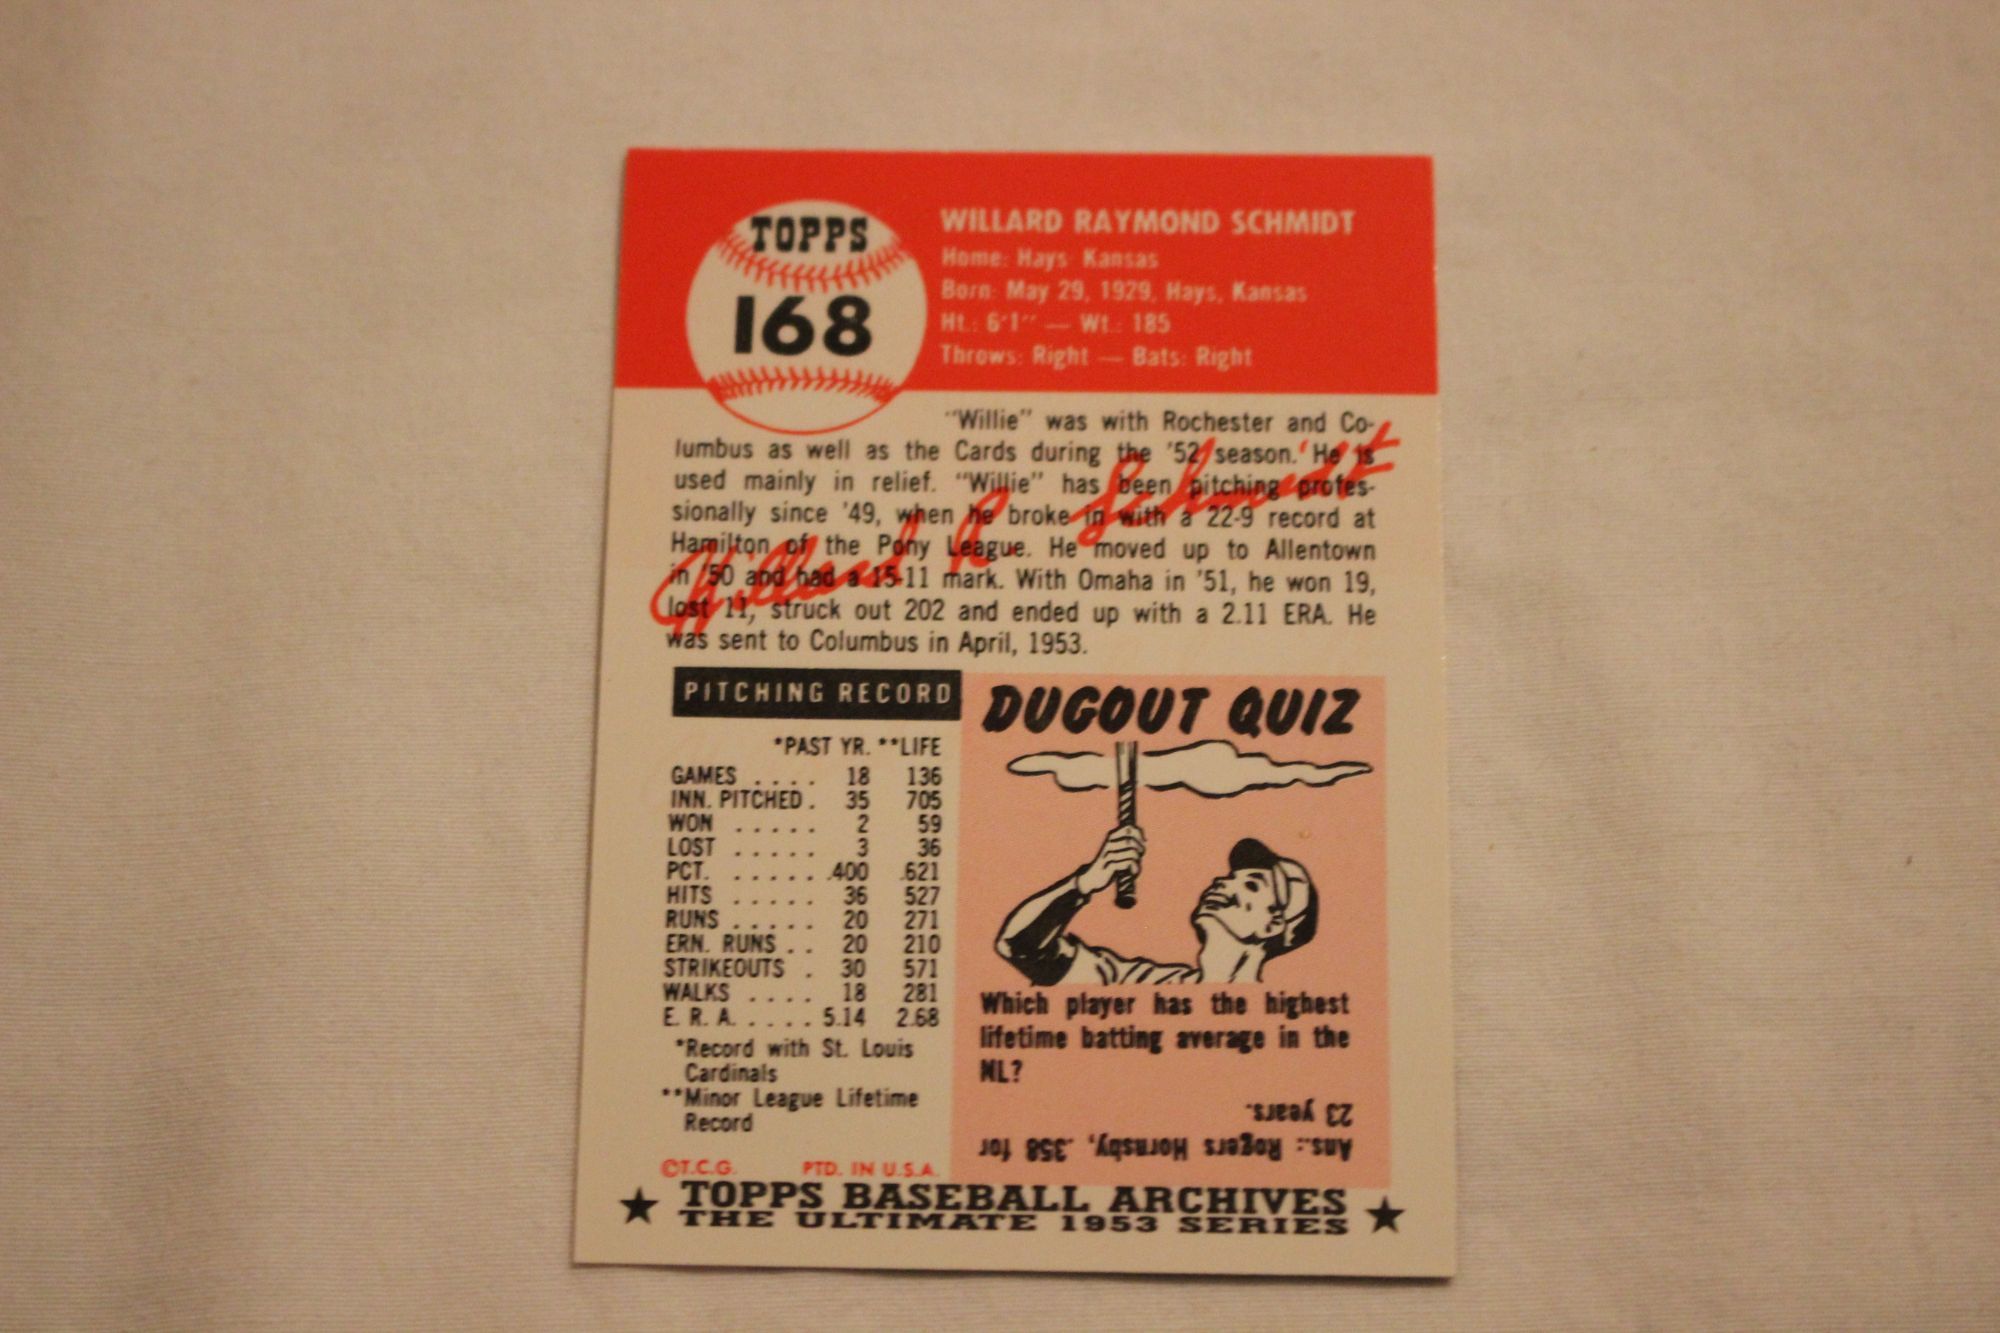 TOPPS
168
WILLARD RAYMOND SCHMIDT
Home: Hays Kansas
Born: May 29, 1929, Hays, Kansas
Ht.: 6'1" — Wt.: 185
Throws: Right — Bats: Right
"Willie" was with Rochester and Co-
lumbus as well as the Cards during the '52 season. He is
used mainly in relief. "Willie" has been pitching profes-
sionally since '49, when he broke in with a 22-9 record at
Hamilton of the Pony League. He moved up to Allentown
in '50 and had a 15-11 mark. With Omaha in '51, he won 19,
lost 11, struck out 202 and ended up with a 2.11 ERA. He
was sent to Columbus in April, 1953.
Willard R. Schmidt
PITCHING RECORD
*PAST YR. **LIFE
GAMES . . . . 18 136
INN. PITCHED . 35 705
WON . . . . . 2 59
LOST . . . . . 3 36
PCT. . . . . . .400 .621
HITS . . . . . 36 527
RUNS . . . . . 20 271
ERN. RUNS . . 20 210
STRIKEOUTS . 30 571
WALKS . . . . 18 281
E. R. A. . . . . 5.14 2.68
*Record with St. Louis
Cardinals
**Minor League Lifetime
Record
DUGOUT QUIZ
Which player has the highest
lifetime batting average in the
NL?
Ans.: Rogers Hornsby, .358 for
23 years.
©T.C.G. PTD. IN U.S.A.
TOPPS BASEBALL ARCHIVES
THE ULTIMATE 1953 SERIES